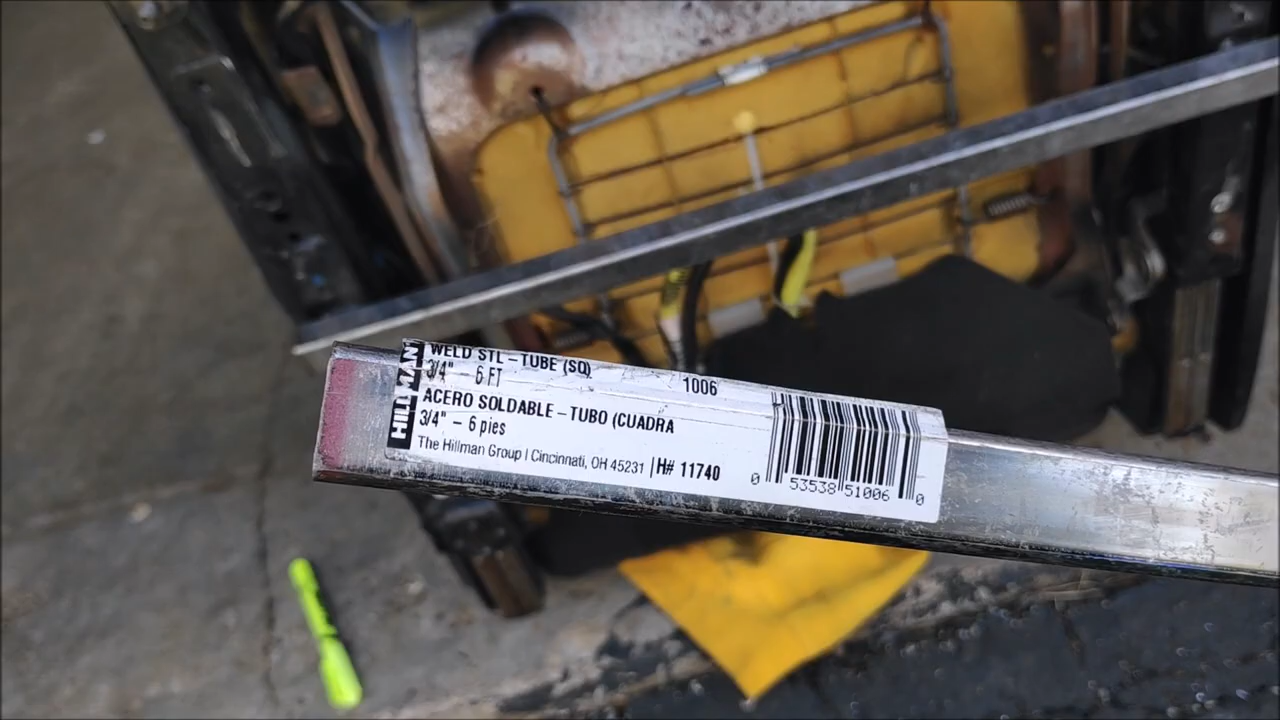 HILLMAN
WELD STL – TUBE (SQ)
3/4" – 6 FT
1006
ACERO SOLDABLE – TUBO (CUADRA
3/4" – 6 pies
The Hillman Group | Cincinnati, OH 45231 | H# 11740
0 53538 51006 0